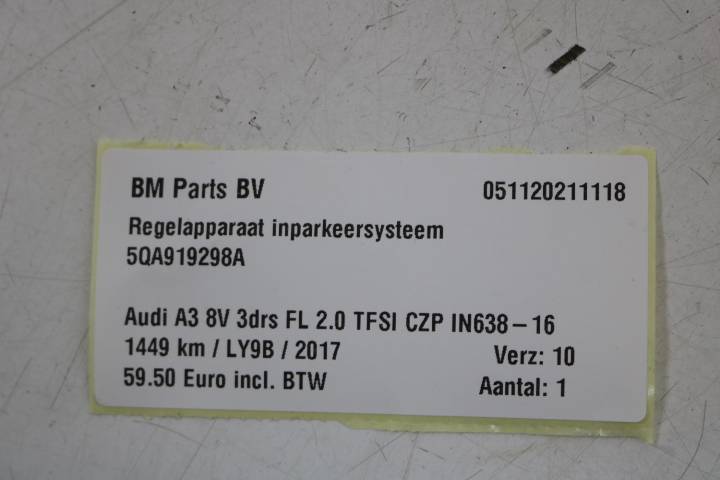 BM Parts BV 051120211118
Regelapparaat inparkeersysteem
5QA919298A
Audi A3 8V 3drs FL 2.0 TFSI CZP IN638-16
1449 km / LY9B / 2017 Verz: 10
59.50 Euro incl. BTW Aantal: 1